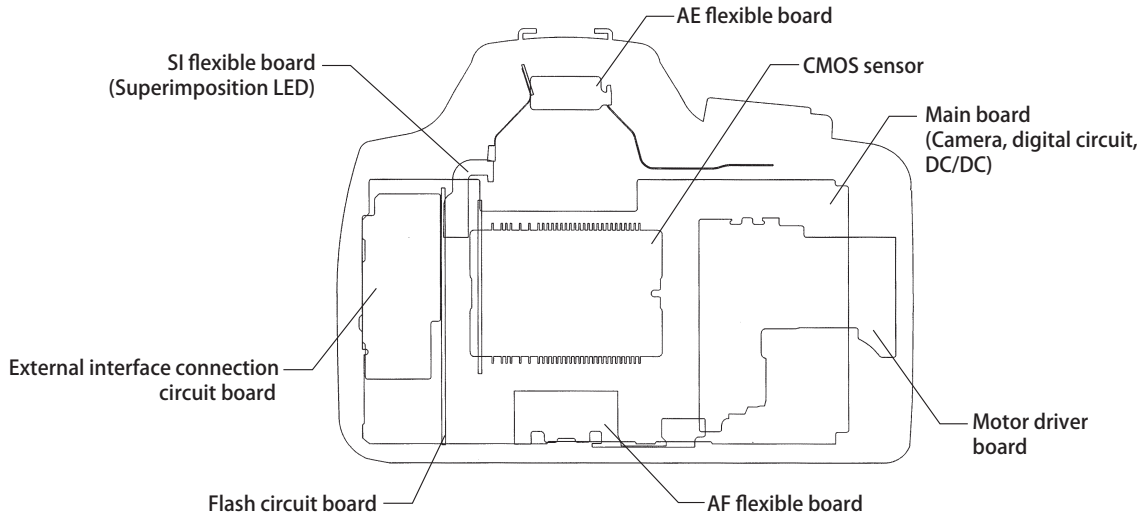 AE flexible board
SI flexible board
(Superimposition LED)
CMOS sensor
Main board
(Camera, digital circuit,
DC/DC)
External interface connection
circuit board
Motor driver
board
Flash circuit board
AF flexible board